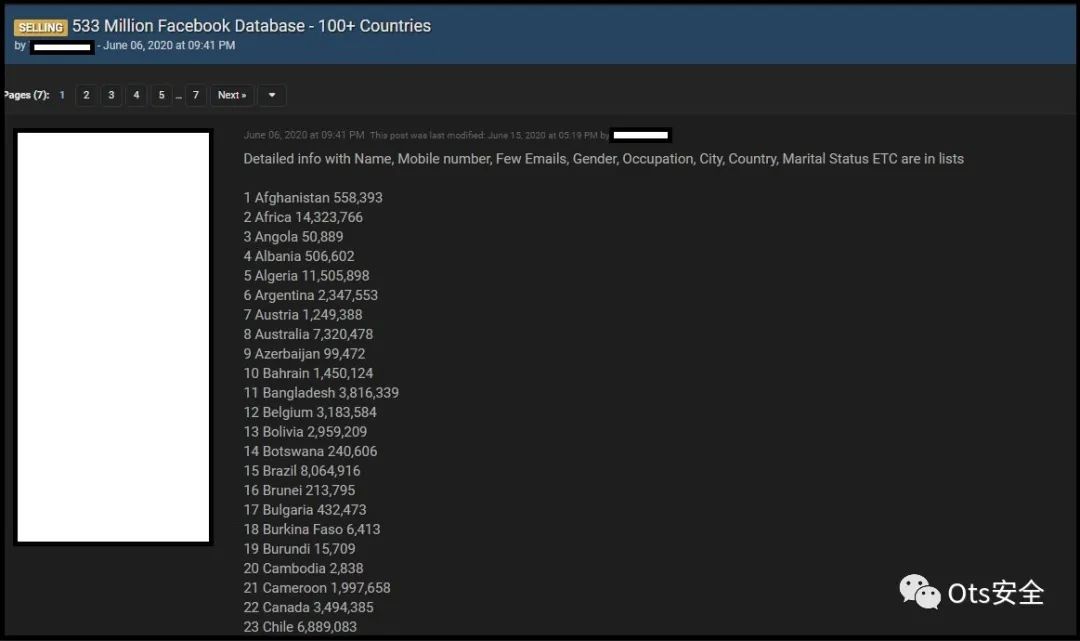 SELLING 533 Million Facebook Database - 100+ Countries
by - June 06, 2020 at 09:41 PM
Pages (7): 1 2 3 4 5 ... 7 Next »
June 06, 2020 at 09:41 PM This post was last modified: June 15, 2020 at 05:19 PM by
Detailed info with Name, Mobile number, Few Emails, Gender, Occupation, City, Country, Marital Status ETC are in lists
1 Afghanistan 558,393
2 Africa 14,323,766
3 Angola 50,889
4 Albania 506,602
5 Algeria 11,505,898
6 Argentina 2,347,553
7 Austria 1,249,388
8 Australia 7,320,478
9 Azerbaijan 99,472
10 Bahrain 1,450,124
11 Bangladesh 3,816,339
12 Belgium 3,183,584
13 Bolivia 2,959,209
14 Botswana 240,606
15 Brazil 8,064,916
16 Brunei 213,795
17 Bulgaria 432,473
18 Burkina Faso 6,413
19 Burundi 15,709
20 Cambodia 2,838
21 Cameroon 1,997,658
22 Canada 3,494,385
23 Chile 6,889,083
Ots安全